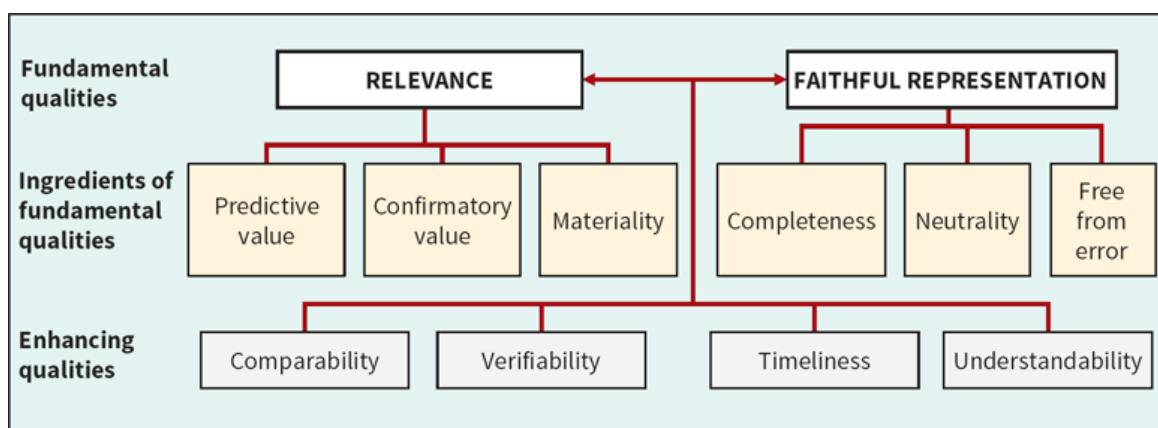 Fundamental
qualities
RELEVANCE
FAITHFUL REPRESENTATION
Ingredients of
fundamental
qualities
Predictive
value
Confirmatory
value
Materiality
Completeness
Neutrality
Free
from
error
Enhancing
qualities
Comparability
Verifiability
Timeliness
Understandability